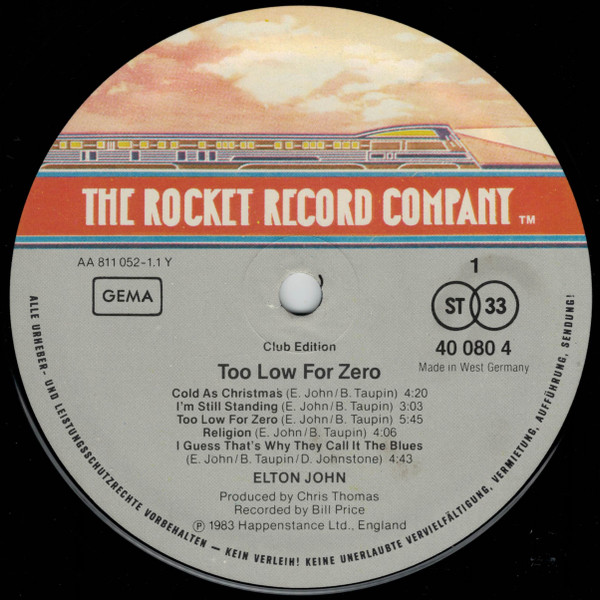 THE ROCKET RECORD COMPANY TM
AA 811 052-1.1 Y
GEMA
1
ST 33
40 080 4
Made in West Germany
Club Edition
Too Low For Zero
Cold As Christmas (E. John/B. Taupin) 4:20
I'm Still Standing (E. John/B. Taupin) 3:03
Too Low For Zero (E. John/B. Taupin) 5:45
Religion (E. John/B. Taupin) 4:06
I Guess That's Why They Call It The Blues
(E. John/B. Taupin/D. Johnstone) 4:43
ELTON JOHN
Produced by Chris Thomas
Recorded by Bill Price
℗ 1983 Happenstance Ltd., England
ALLE URHEBER- UND LEISTUNGSSCHUTZRECHTE VORBEHALTEN — KEIN VERLEIH! KEINE UNERLAUBTE VERVIELFÄLTIGUNG, VERMIETUNG, AUFFÜHRUNG, SENDUNG!